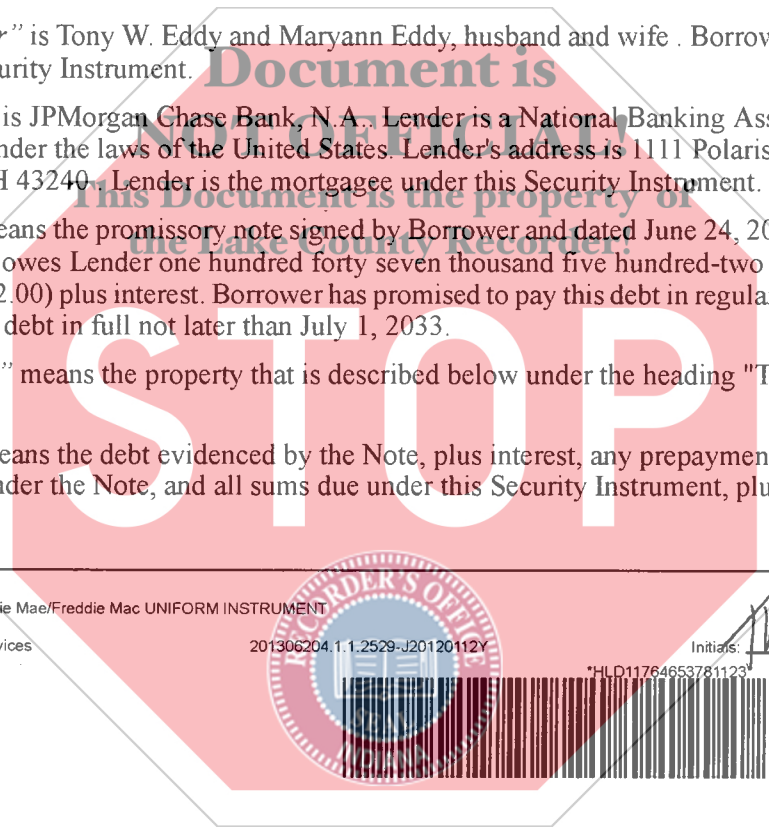 r” is Tony W. Eddy and Maryann Eddy, husband and wife . Borrow
urity Instrument.
Document is
is JPMorgan Chase Bank, N.A.. Lender is a National Banking Ass
NOT OFFICIAL!
nder the laws of the United States. Lender's address is 1111 Polaris
H 43240 . Lender is the mortgagee under this Security Instrument.
This Document is the property of
eans the promissory note signed by Borrower and dated June 24, 20
the Lake County Recorder!
owes Lender one hundred forty seven thousand five hundred-two
2.00) plus interest. Borrower has promised to pay this debt in regula
debt in full not later than July 1, 2033.
” means the property that is described below under the heading "T
STOP
eans the debt evidenced by the Note, plus interest, any prepaymen
nder the Note, and all sums due under this Security Instrument, plu
ie Mae/Freddie Mac UNIFORM INSTRUMENT
vices
201306204.1.1.2529-J20120112Y
Initials:
*HLD11764653781123*
RECORDER'S OFFICE
SEAL
INDIANA